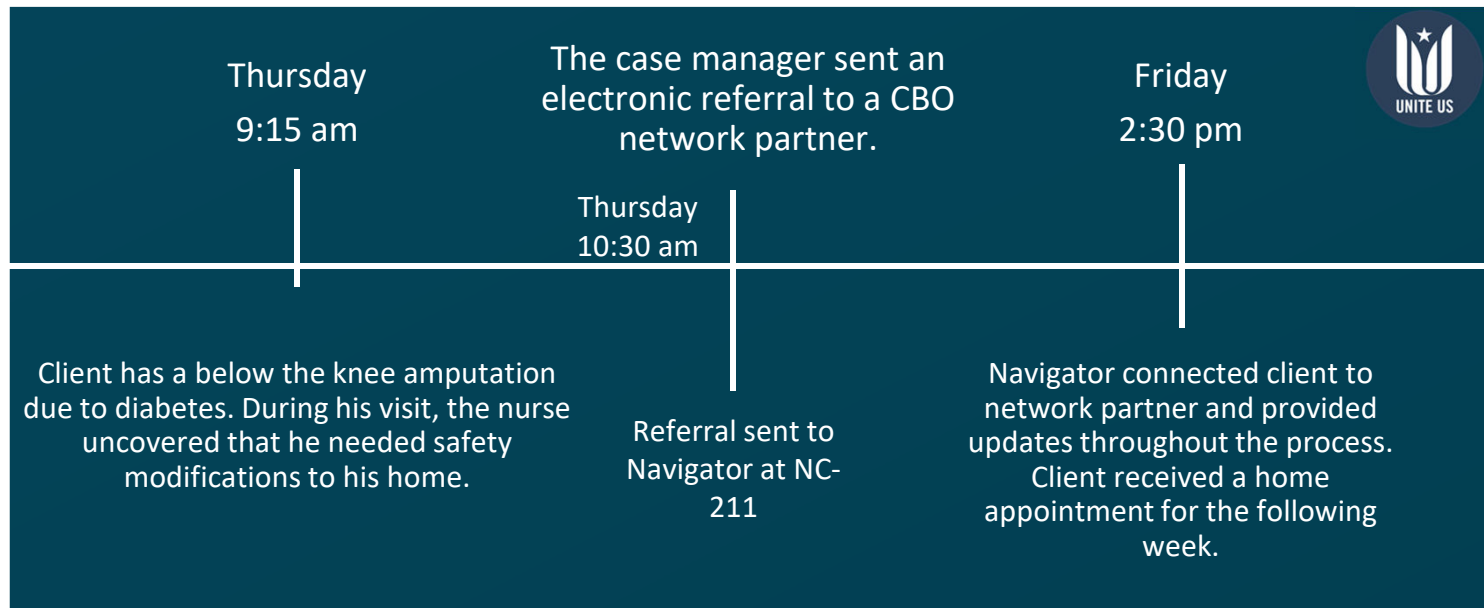 Thursday
9:15 am
The case manager sent an
electronic referral to a CBO
network partner.
Thursday
10:30 am
Friday
2:30 pm
UNITE US
Client has a below the knee amputation
due to diabetes. During his visit, the nurse
uncovered that he needed safety
modifications to his home.
Referral sent to
Navigator at NC-
211
Navigator connected client to
network partner and provided
updates throughout the process.
Client received a home
appointment for the following
week.